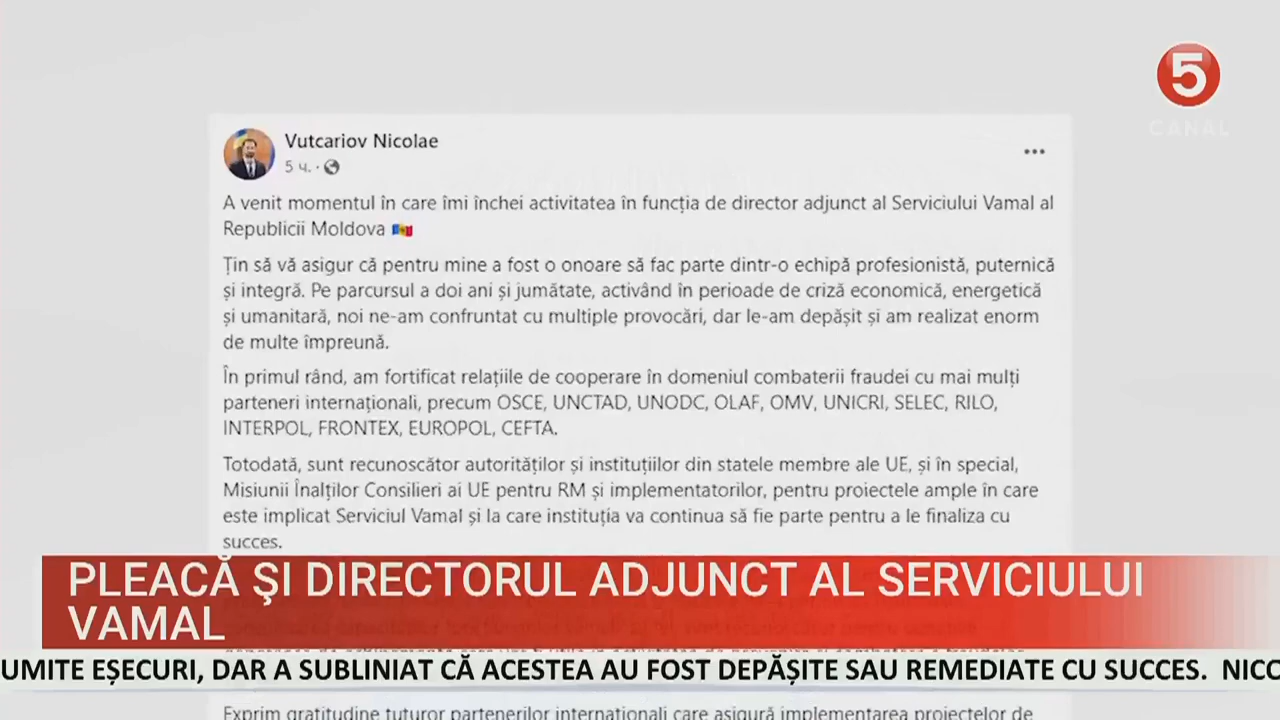 5
CANAL
Vutcariov Nicolae
5 ч. ·
A venit momentul în care îmi închei activitatea în funcția de director adjunct al Serviciului Vamal al
Republicii Moldova
Țin să vă asigur că pentru mine a fost o onoare să fac parte dintr-o echipă profesionistă, puternică
și integră. Pe parcursul a doi ani și jumătate, activând în perioade de criză economică, energetică
și umanitară, noi ne-am confruntat cu multiple provocări, dar le-am depășit și am realizat enorm
de multe împreună.
În primul rând, am fortificat relațiile de cooperare în domeniul combaterii fraudei cu mai mulți
parteneri internaționali, precum OSCE, UNCTAD, UNODC, OLAF, OMV, UNICRI, SELEC, RILO,
INTERPOL, FRONTEX, EUROPOL, CEFTA.
Totodată, sunt recunoscător autorităților și instituțiilor din statele membre ale UE, și în special,
Misiunii Înalților Consilieri ai UE pentru RM și implementatorilor, pentru proiectele ample în care
este implicat Serviciul Vamal și la care instituția va continua să fie parte pentru a le finaliza cu
succes.
PLEACĂ ŞI DIRECTORUL ADJUNCT AL SERVICIULUI
VAMAL
UMITE EȘECURI, DAR A SUBLINIAT CĂ ACESTEA AU FOST DEPĂȘITE SAU REMEDIATE CU SUCCES. NICO
Exprim gratitudine tuturor partenerilor internaționali care asigură implementarea proiectelor de